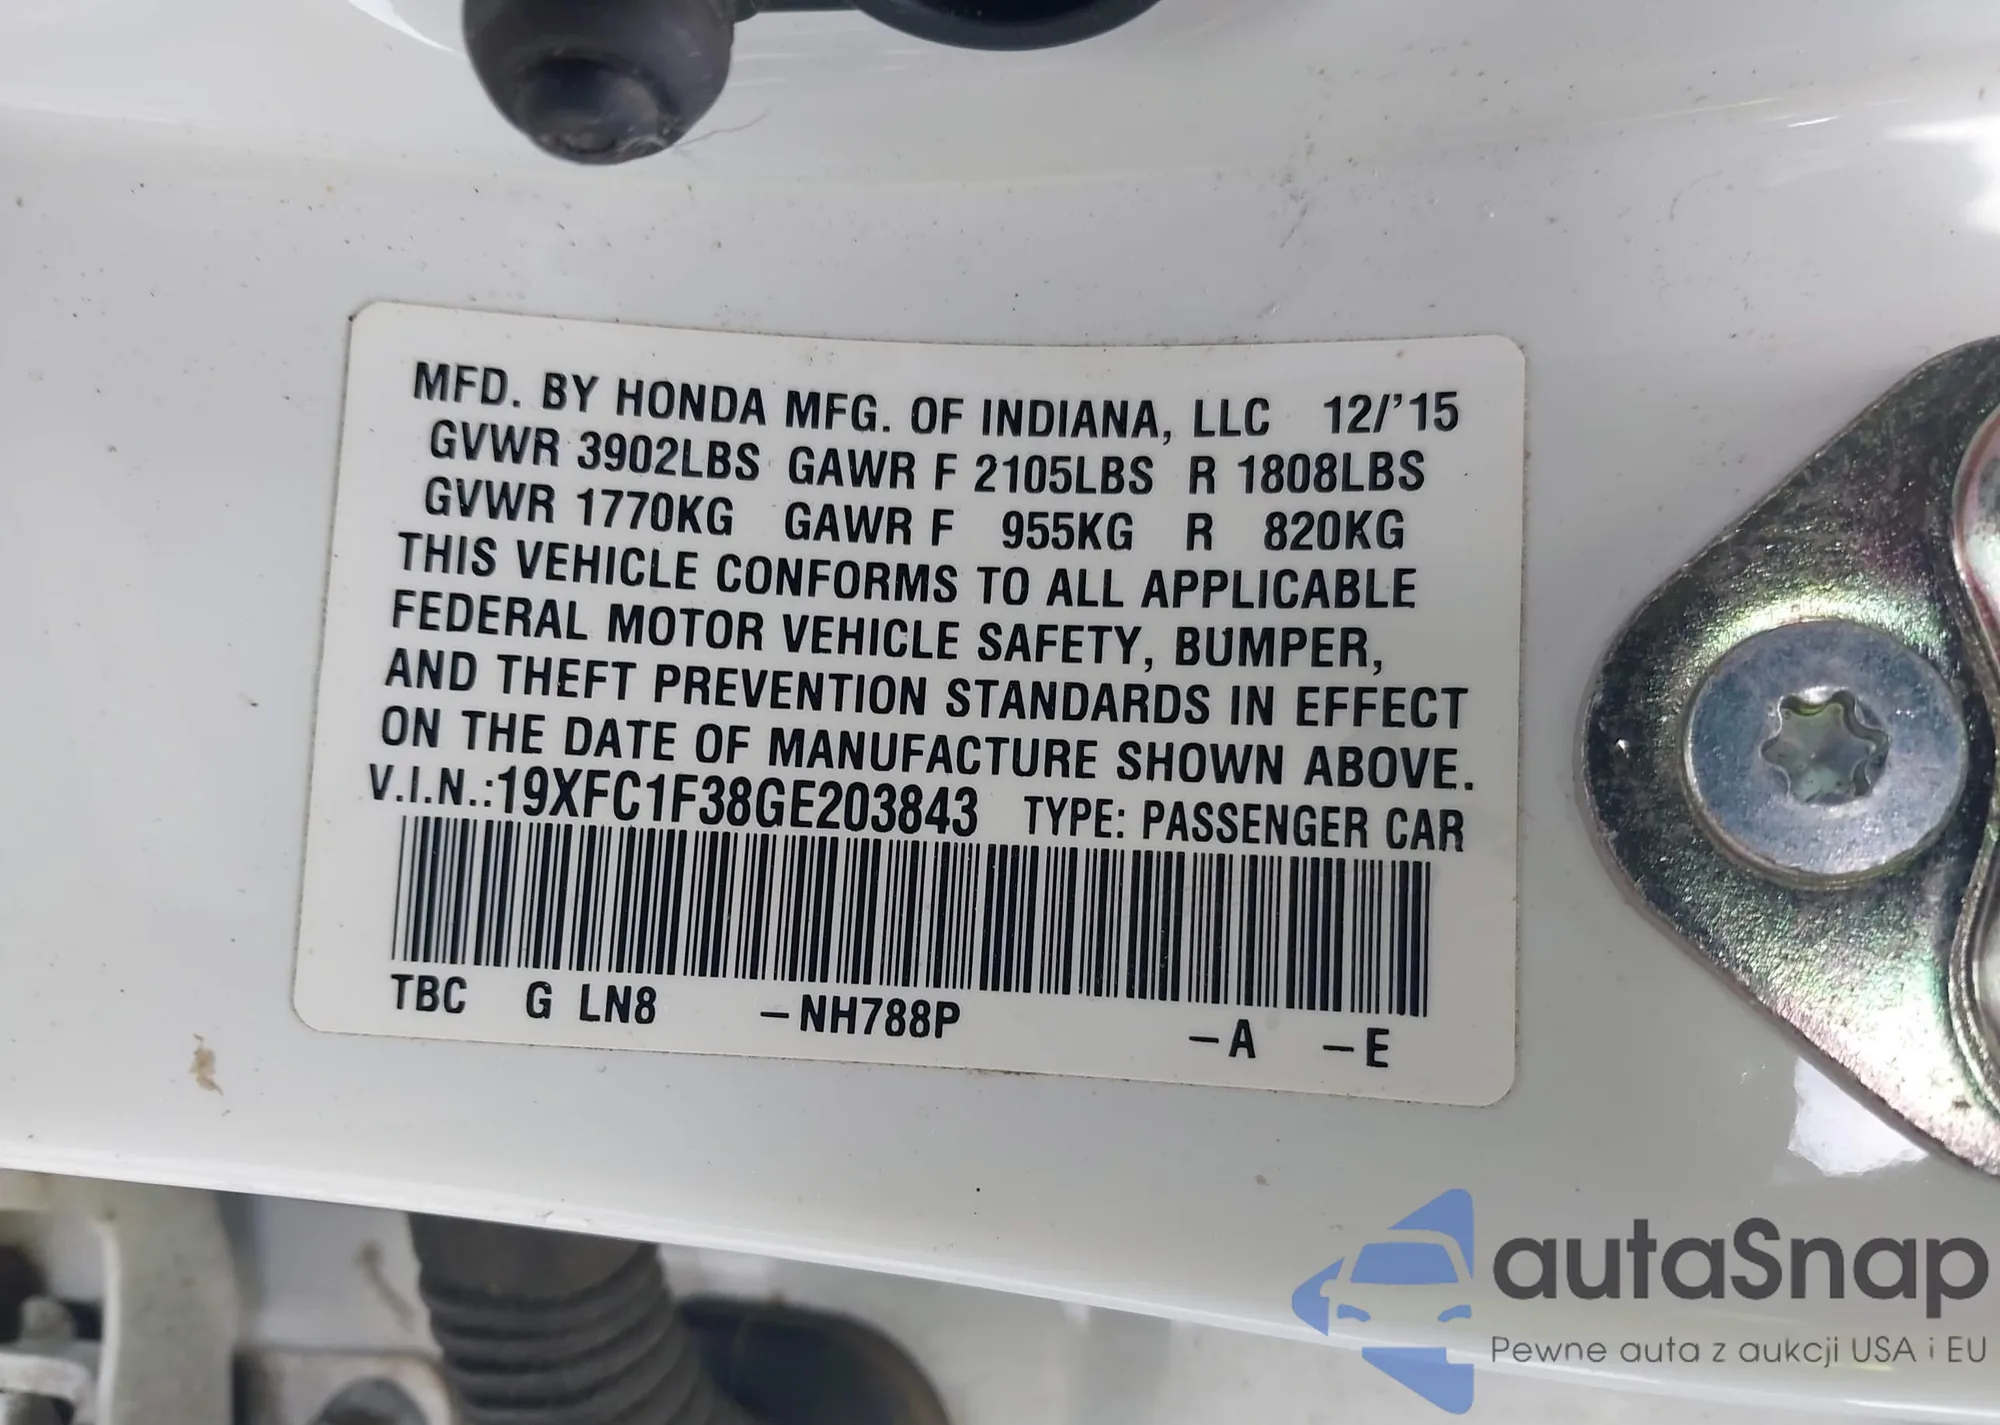 MFD. BY HONDA MFG. OF INDIANA, LLC 12/'15
GVWR 3902LBS GAWR F 2105LBS R 1808LBS
GVWR 1770KG GAWR F 955KG R 820KG
THIS VEHICLE CONFORMS TO ALL APPLICABLE
FEDERAL MOTOR VEHICLE SAFETY, BUMPER,
AND THEFT PREVENTION STANDARDS IN EFFECT
ON THE DATE OF MANUFACTURE SHOWN ABOVE.
V.I.N.:19XFC1F38GE203843 TYPE: PASSENGER CAR
TBC G LN8 –NH788P –A –E
autaSnap
Pewne auta z aukcji USA i EU